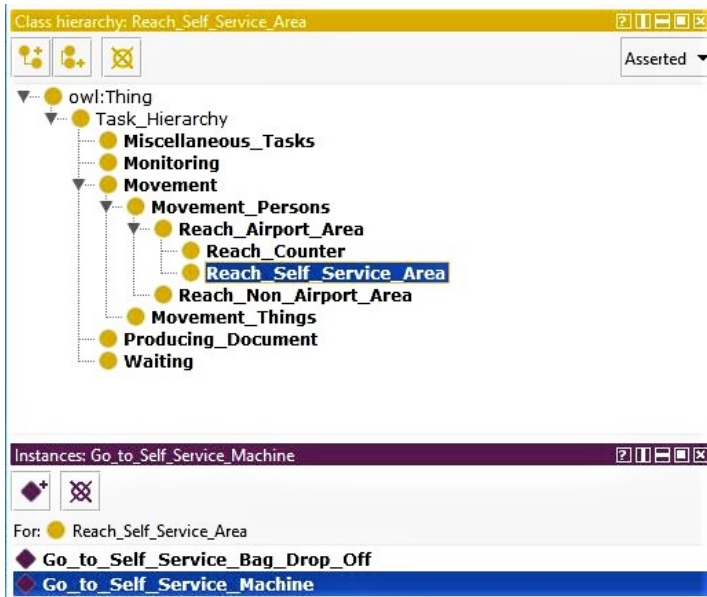 Class hierarchy: Reach_Self_Service_Area
Asserted
owl:Thing
Task_Hierarchy
Miscellaneous_Tasks
Monitoring
Movement
Movement_Persons
Reach_Airport_Area
Reach_Counter
Reach_Self_Service_Area
Reach_Non_Airport_Area
Movement_Things
Producing_Document
Waiting
Instances: Go_to_Self_Service_Machine
For: Reach_Self_Service_Area
Go_to_Self_Service_Bag_Drop_Off
Go_to_Self_Service_Machine